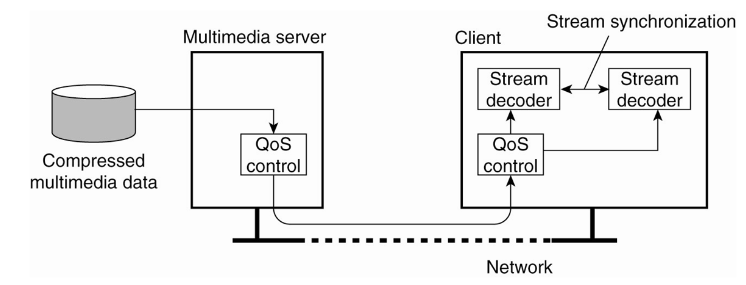 Stream synchronization
Multimedia server
Client
Stream
decoder
Stream
decoder
QoS
control
QoS
control
Compressed
multimedia data
Network